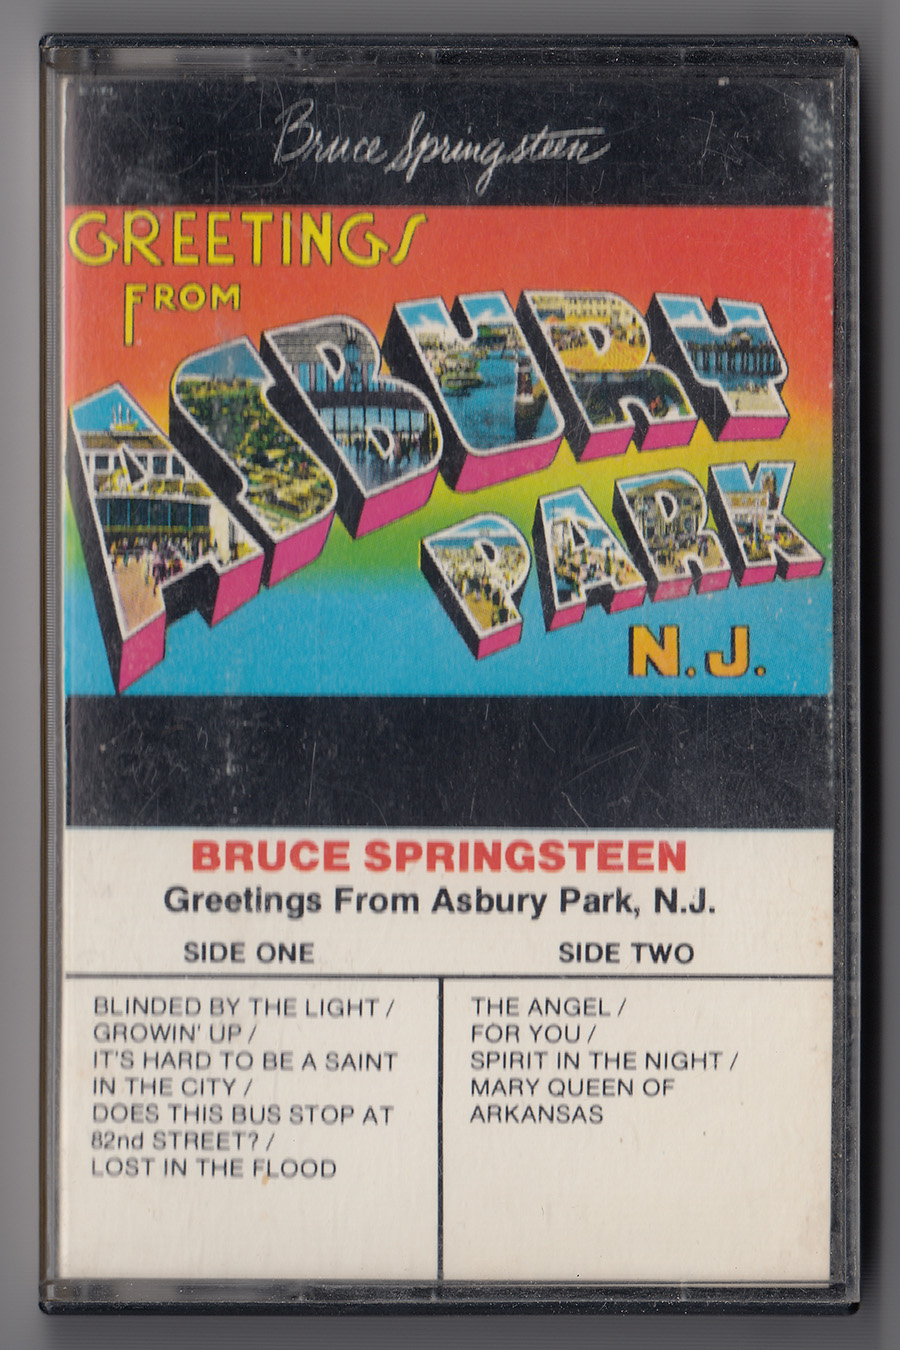 Bruce Springsteen
GREETINGS
FROM
ASBURY
PARK
N.J.
BRUCE SPRINGSTEEN
Greetings From Asbury Park, N.J.
SIDE ONE
BLINDED BY THE LIGHT /
GROWIN' UP /
IT'S HARD TO BE A SAINT
IN THE CITY /
DOES THIS BUS STOP AT
82nd STREET? /
LOST IN THE FLOOD
SIDE TWO
THE ANGEL /
FOR YOU /
SPIRIT IN THE NIGHT /
MARY QUEEN OF
ARKANSAS